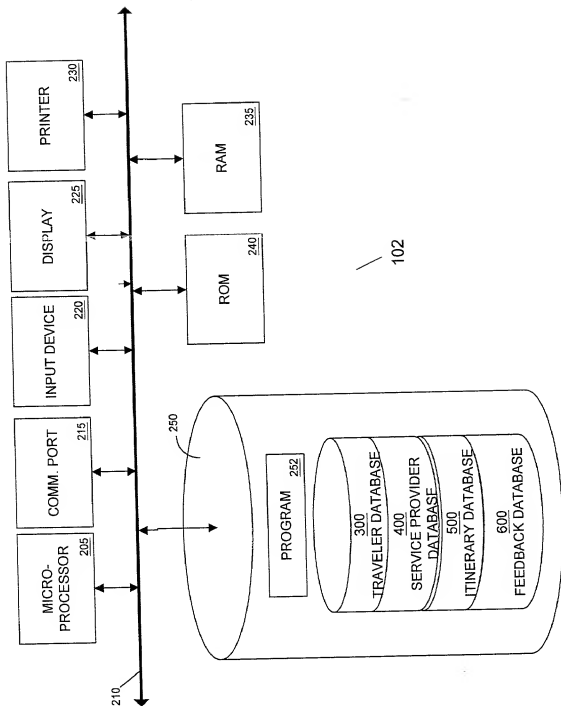 MICRO-
PROCESSOR
205
COMM. PORT
215
INPUT DEVICE
220
DISPLAY
225
PRINTER
230
210
ROM
240
RAM
235
102
250
PROGRAM
252
300
TRAVELER DATABASE
400
SERVICE PROVIDER
DATABASE
500
ITINERARY DATABASE
600
FEEDBACK DATABASE